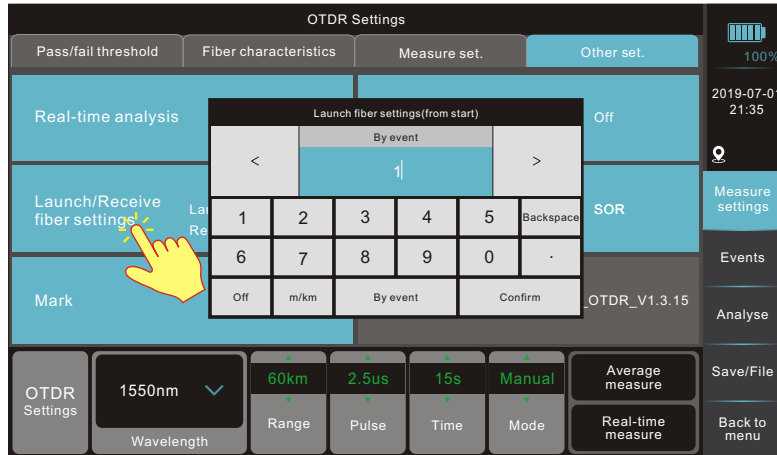 OTDR Settings
Pass/fail threshold
Fiber characteristics
Measure set.
Other set.
100%
2019-07-01
21:35
Real-time analysis
Off
Launch fiber settings(from start)
By event
<
1
>
Launch/Receive
fiber settings
La
Re
SOR
1 2 3 4 5 Backspace
6 7 8 9 0 .
Off m/km By event Confirm
Mark
_OTDR_V1.3.15
Measure
settings
Events
Analyse
Save/File
Back to
menu
OTDR
Settings
1550nm
Wavelength
60km
Range
2.5us
Pulse
15s
Time
Manual
Mode
Average
measure
Real-time
measure